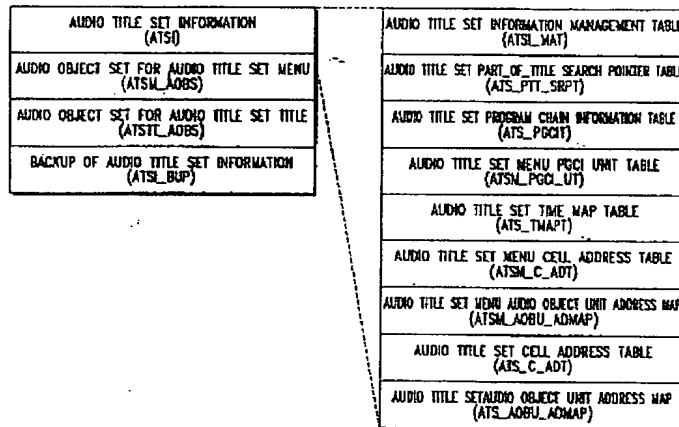 AUDIO TITLE SET INFORMATION
(ATSI)
AUDIO OBJECT SET FOR AUDIO TITLE SET MENU
(ATSM_AOBS)
AUDIO OBJECT SET FOR AUDIO TITLE SET TITLE
(ATSTT_AOBS)
BACKUP OF AUDIO TITLE SET INFORMATION
(ATSI_BUP)
AUDIO TITLE SET INFORMATION MANAGEMENT TABLE
(ATSI_MAT)
AUDIO TITLE SET PART_OF_TITLE SEARCH POINTER TABLE
(ATS_PTT_SRPT)
AUDIO TITLE SET PROGRAM CHAIN INFORMATION TABLE
(ATS_PGCIT)
AUDIO TITLE SET MENU PGCI UNIT TABLE
(ATSM_PGCI_UT)
AUDIO TITLE SET TIME MAP TABLE
(ATS_TMAPT)
AUDIO TITLE SET MENU CELL ADDRESS TABLE
(ATSM_C_ADT)
AUDIO TITLE SET MENU AUDIO OBJECT UNIT ADDRESS MAP
(ATSM_AOBU_ADMAP)
AUDIO TITLE SET CELL ADDRESS TABLE
(ATS_C_ADT)
AUDIO TITLE SETAUDIO OBJECT UNIT ADDRESS MAP
(ATS_AOBU_ADMAP)